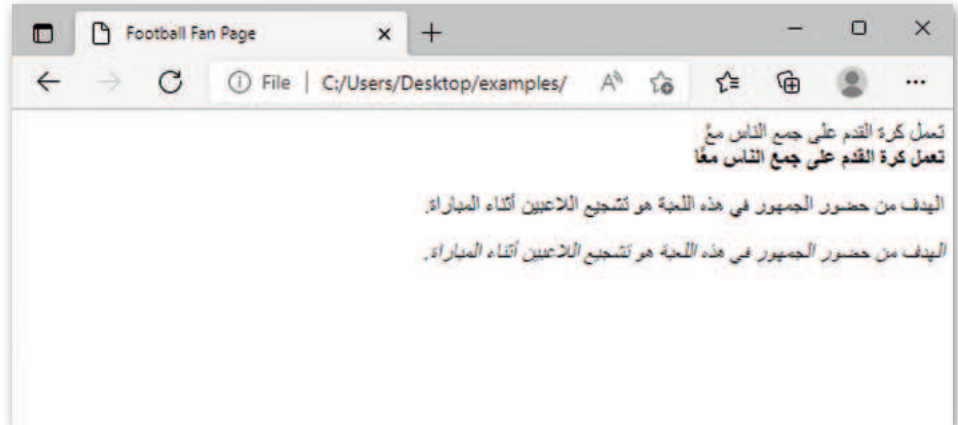 Football Fan Page
File | C:/Users/Desktop/examples/
تعمل كرة القدم على جمع الناس معًا
تعمل كرة القدم على جمع الناس معًا
الهدف من حضور الجمهور في هذه اللعبة هو تشجيع اللاعبين أثناء المباراة.
الهدف من حضور الجمهور في هذه اللعبة هو تشجيع اللاعبين أثناء المباراة.